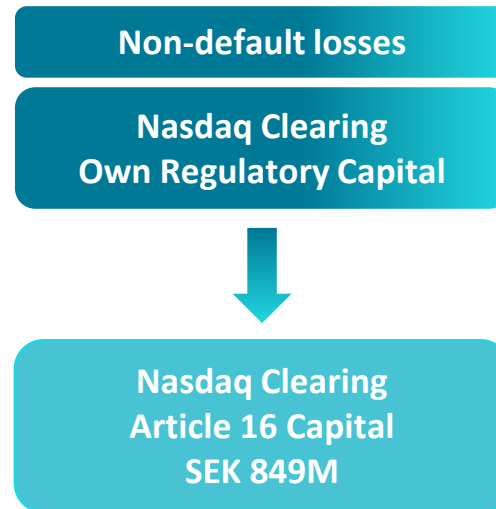 Non-default losses
Nasdaq Clearing
Own Regulatory Capital
Nasdaq Clearing
Article 16 Capital
SEK 849M